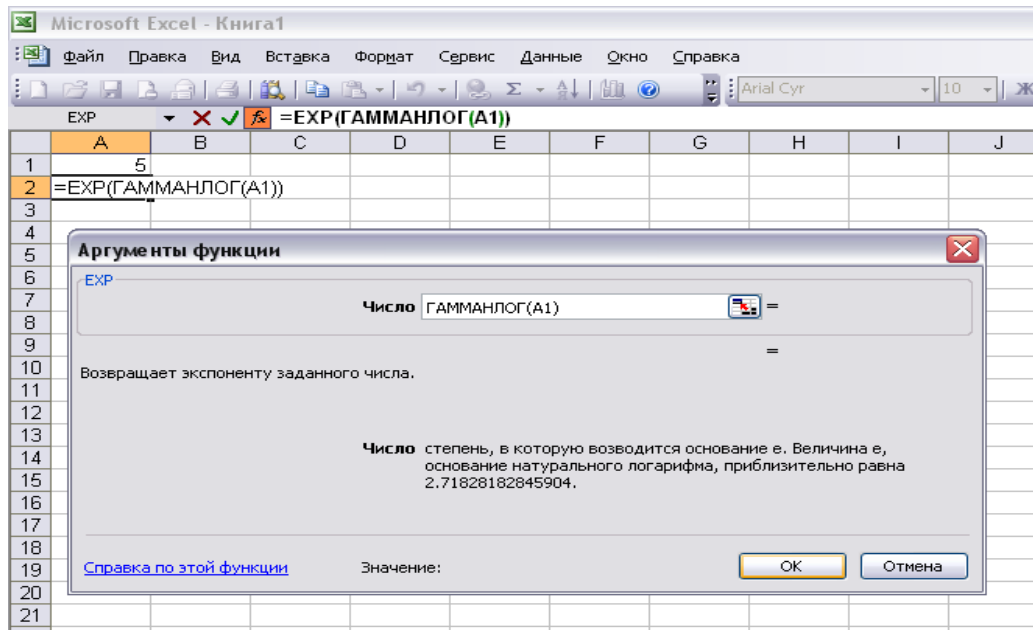 Microsoft Excel - Книга1
Файл Правка Вид Вставка Формат Сервис Данные Окно Справка
Arial Cyr 10 Ж
EXP =EXP(ГАММАНЛОГ(A1))
A B C D E F G H I J
1 5
2 =EXP(ГАММАНЛОГ(A1))
3
4
5 Аргументы функции
6 EXP
7 Число ГАММАНЛОГ(A1) =
8
9 =
10 Возвращает экспоненту заданного числа.
11
12
13 Число степень, в которую возводится основание e. Величина e,
14 основание натурального логарифма, приблизительно равна
15 2.71828182845904.
16
17
18
19 Справка по этой функции Значение: ОК Отмена
20
21